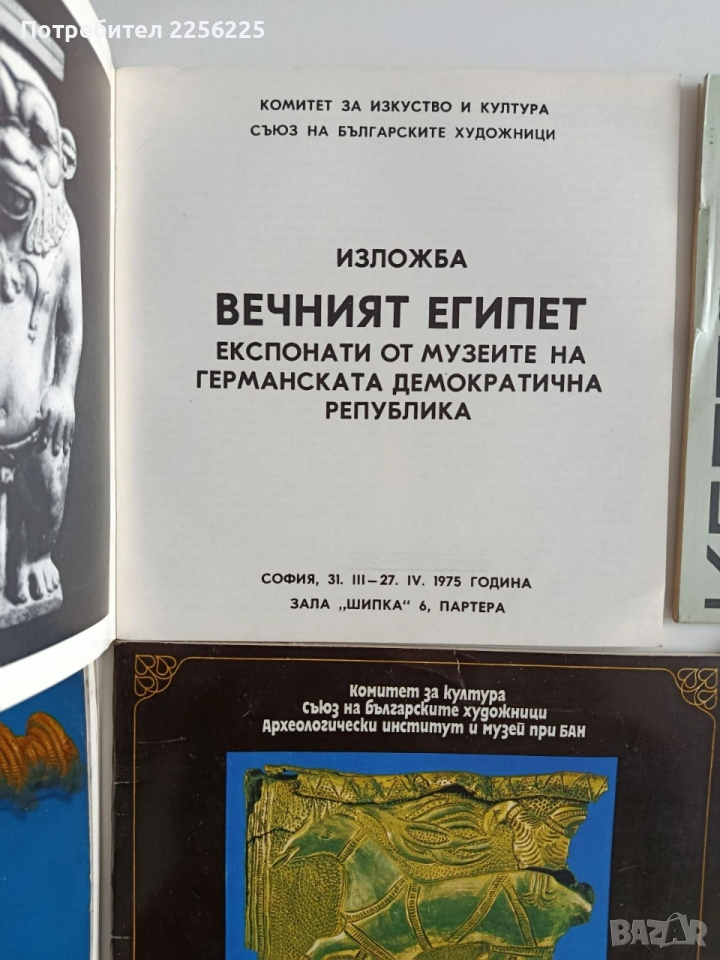 Потребител 2256225
КОМИТЕТ ЗА ИЗКУСТВО И КУЛТУРА
СЪЮЗ НА БЪЛГАРСКИТЕ ХУДОЖНИЦИ
ИЗЛОЖБА
ВЕЧНИЯТ ЕГИПЕТ
ЕКСПОНАТИ ОТ МУЗЕИТЕ НА
ГЕРМАНСКАТА ДЕМОКРАТИЧНА
РЕПУБЛИКА
СОФИЯ, 31. III—27. IV. 1975 ГОДИНА
ЗАЛА „ШИПКА“ 6, ПАРТЕРА
Комитет за култура
Съюз на българските художници
Археологически институт и музей при БАН
BAZAR